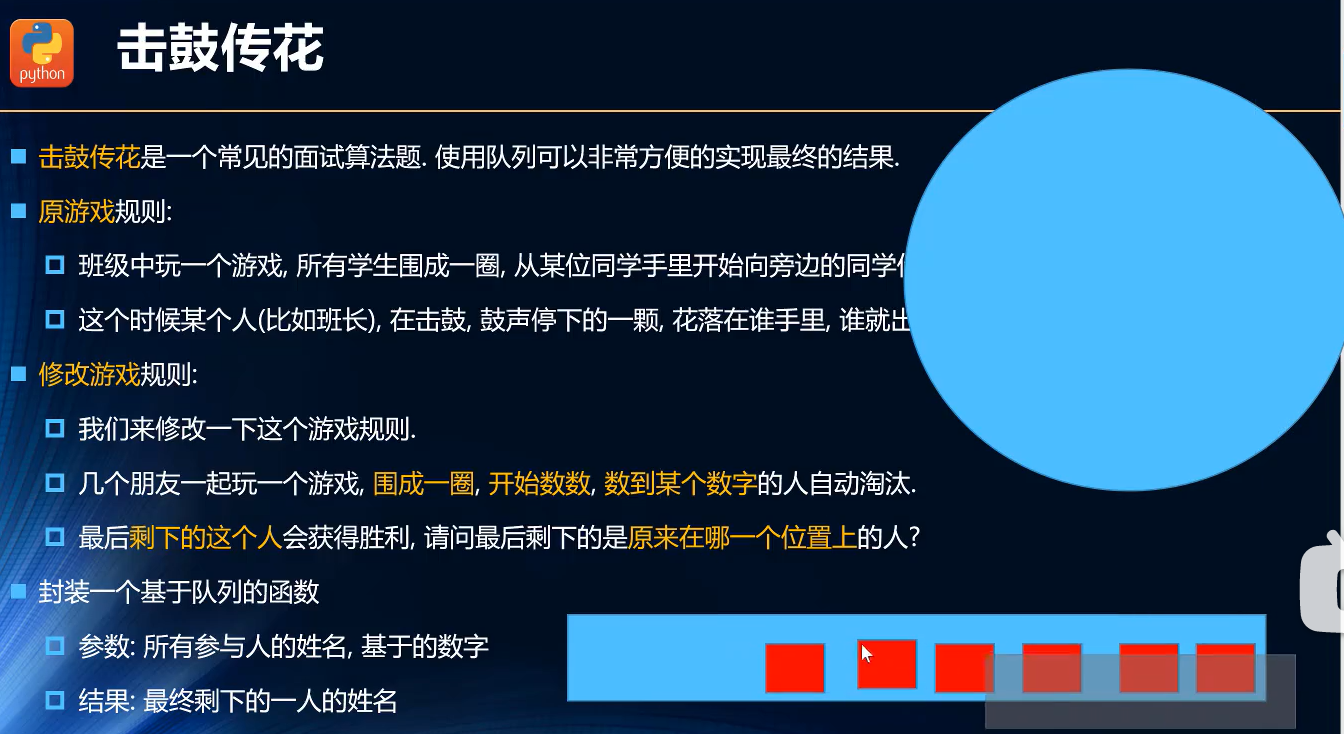 python
击鼓传花
击鼓传花是一个常见的面试算法题. 使用队列可以非常方便的实现最终的结果.
原游戏规则:
班级中玩一个游戏, 所有学生围成一圈, 从某位同学手里开始向旁边的同学
这个时候某个人(比如班长), 在击鼓, 鼓声停下的一颗, 花落在谁手里, 谁就出
修改游戏规则:
我们来修改一下这个游戏规则.
几个朋友一起玩一个游戏, 围成一圈, 开始数数, 数到某个数字的人自动淘汰.
最后剩下的这个人会获得胜利, 请问最后剩下的是原来在哪一个位置上的人?
封装一个基于队列的函数
参数: 所有参与人的姓名, 基于的数字
结果: 最终剩下的一人的姓名